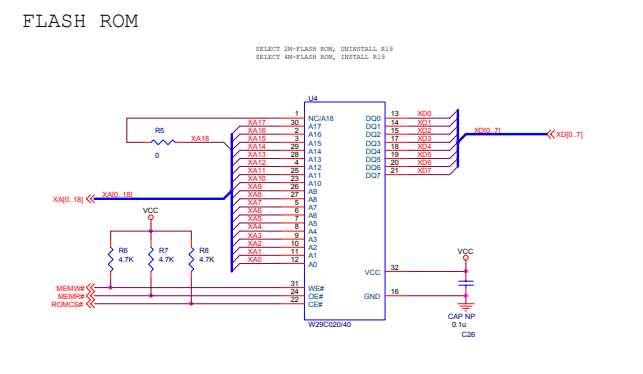 FLASH ROM
SELECT 2M-FLASH ROM, UNINSTALL R19
SELECT 4M-FLASH ROM, INSTALL R19
U4
R5
0
XA18
XA17
XA16
XA15
XA14
XA13
XA12
XA11
XA10
XA9
XA8
XA7
XA6
XA5
XA4
XA3
XA2
XA1
XA0
1
30
2
3
29
28
4
25
23
26
27
5
6
7
8
9
10
11
12
NC/A18
A17
A16
A15
A14
A13
A12
A11
A10
A9
A8
A7
A6
A5
A4
A3
A2
A1
A0
DQ0
DQ1
DQ2
DQ3
DQ4
DQ5
DQ6
DQ7
13
14
15
17
18
19
20
21
XD0
XD1
XD2
XD3
XD4
XD5
XD6
XD7
XD[0..7]
XD[0..7]
XA[0..18]
XA[0..18]
VCC
R6
4.7K
R7
4.7K
R8
4.7K
MEMW#
MEMR#
ROMCS#
31
24
22
WE#
OE#
CE#
VCC
32
GND
16
VCC
CAP NP
0.1u
C26
W29C020/40